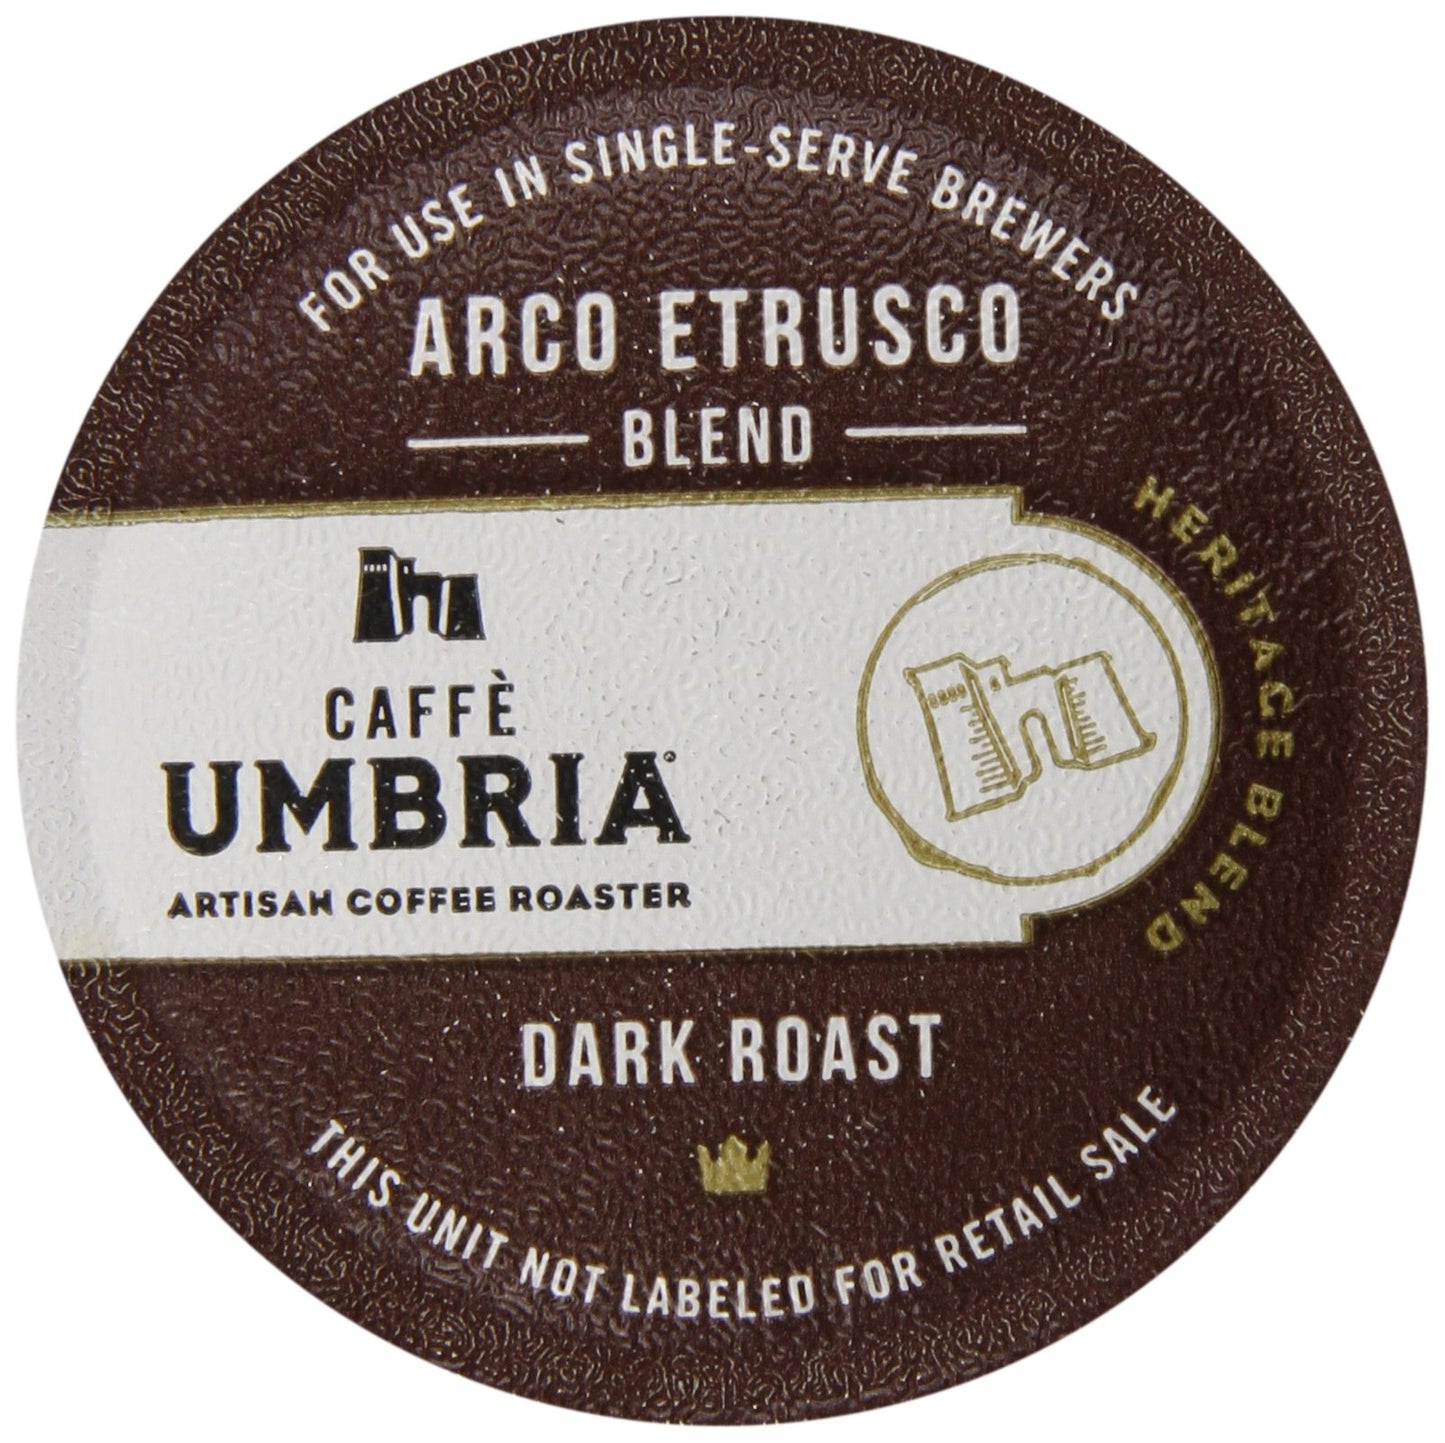 FOR USE IN SINGLE-SERVE BREWERS
ARCO ETRUSCO
BLEND
HERITAGE BLEND
CAFFÈ
UMBRIA®
ARTISAN COFFEE ROASTER
DARK ROAST
THIS UNIT NOT LABELED FOR RETAIL SALE